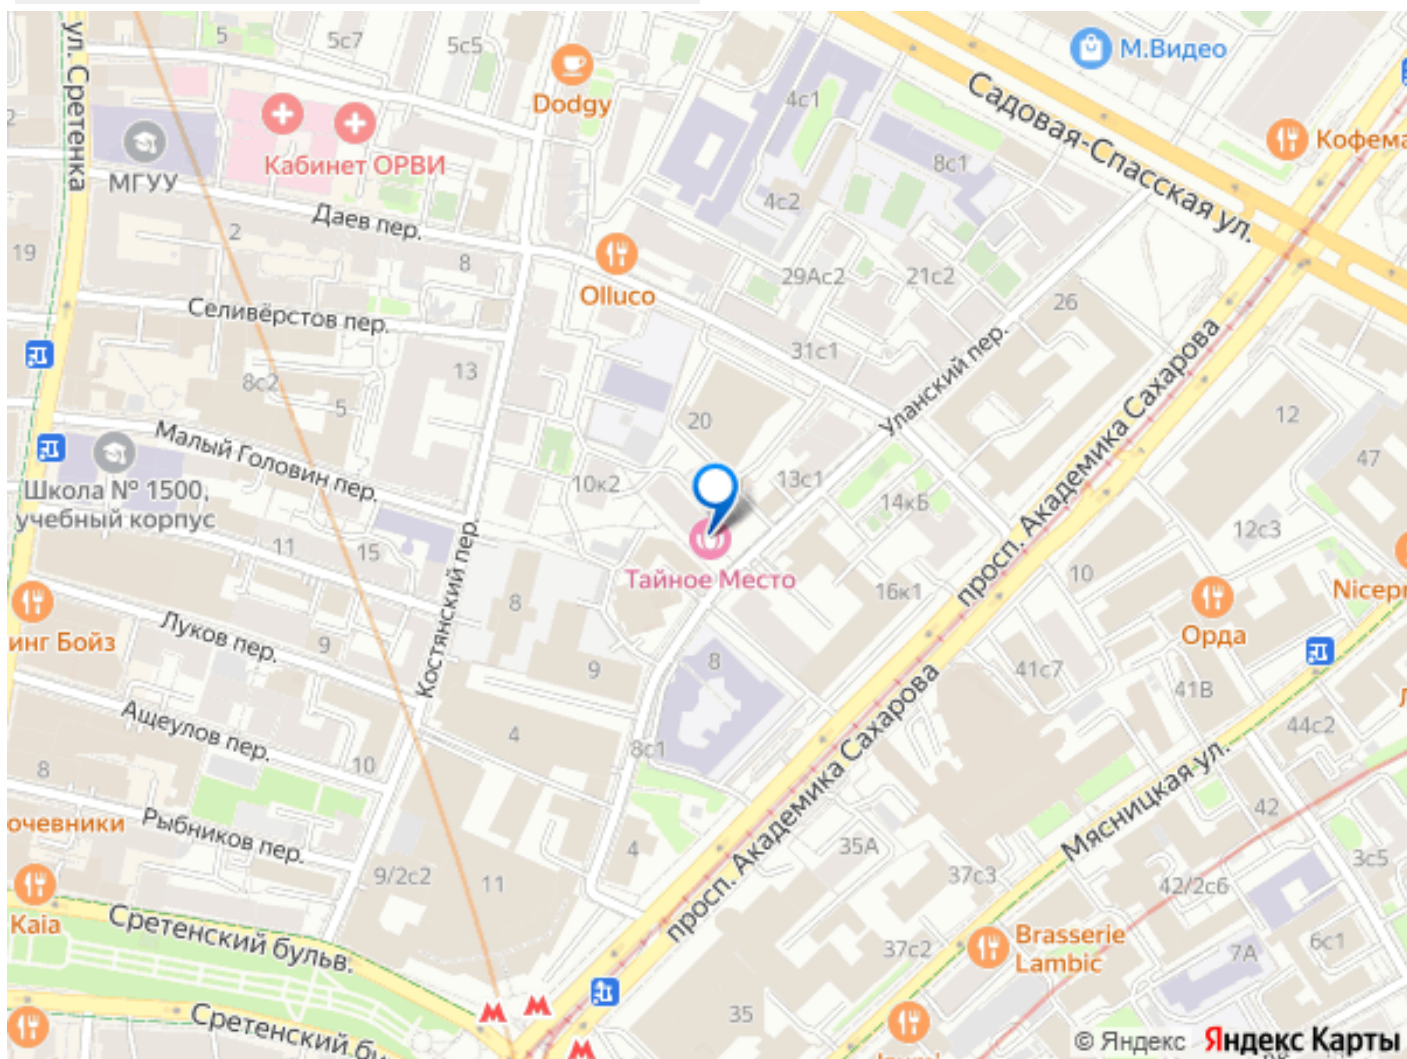 5
5с7
5с5
ул. Сретенка
Dodgy
М.Видео
Садовая-Спасская ул.
4с1
Кофема
2
МГУУ
Кабинет ОРВИ
8с1
4с2
Даев пер.
2
19
8
Olluco
29Ас2
21с2
26
Селивёрстов пер.
31с1
Уланский пер.
13
8с2
5
20
12
Малый Головин пер.
просп. Академика Сахарова
47
Школа № 1500,
учебный корпус
10к2
13с1
14кБ
12с3
11
15
Костянский пер.
Тайное Место
10
16к1
8
Орда
инг Бойз
Луков пер.
9
9
8
41с7
41В
44с2
Ащеулов пер.
10
4
8с1
8
просп. Академика Сахарова
Мясницкая ул.
42
очевники
Рыбников пер.
4
35А
3с5
9/2с2
11
37с3
42/2с6
Kaia
Сретенский бульв.
37с2
Brasserie
Lambic
7А
6с1
35
© Яндекс
Яндекс Карты